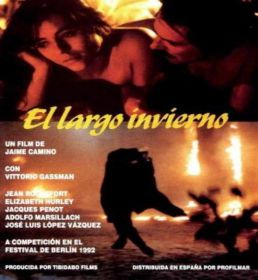 El largo invierno
UN FILM DE
JAIME CAMINO
CON
VITTORIO GASSMAN
JEAN ROCHEFORT
ELIZABETH HURLEY
JACQUES PENOT
ADOLFO MARSILLACH
JOSÉ LUIS LÓPEZ VÁZQUEZ
A COMPETICIÓN EN EL
FESTIVAL DE BERLÍN 1992
PRODUCIDA POR TIBIDABO FILMS
DISTRIBUIDA EN ESPAÑA POR PROFILMAR